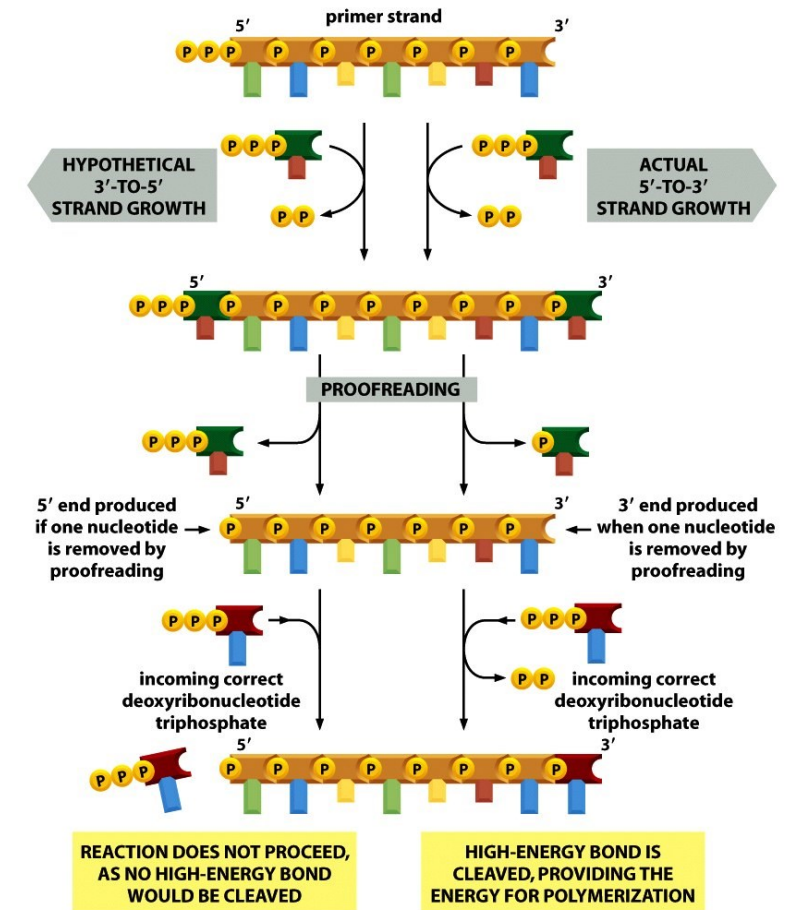 primer strand
5′ 3′
P P P P P P P P P
P P P P P P
HYPOTHETICAL
3′-TO-5′
STRAND GROWTH
ACTUAL
5′-TO-3′
STRAND GROWTH
P P P P
5′ 3′
P P P P P P P P P P P
PROOFREADING
P P P P
5′ end produced
if one nucleotide
is removed by
proofreading
5′ 3′
P P P P P P P
3′ end produced
when one nucleotide
is removed by
proofreading
P P P P P P
incoming correct
deoxyribonucleotide
triphosphate
P P
incoming correct
deoxyribonucleotide
triphosphate
5′ 3′
P P P P P P P P P P P
REACTION DOES NOT PROCEED,
AS NO HIGH-ENERGY BOND
WOULD BE CLEAVED
HIGH-ENERGY BOND IS
CLEAVED, PROVIDING THE
ENERGY FOR POLYMERIZATION